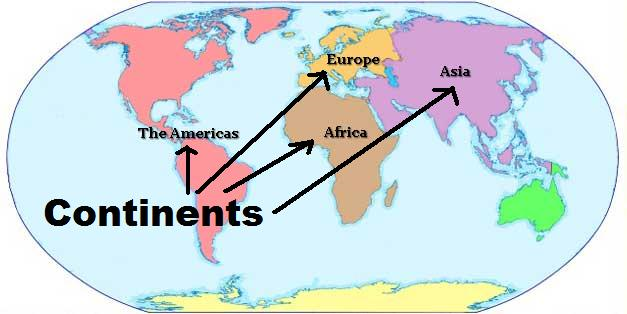 Europe
Asia
The Americas
Africa
Continents